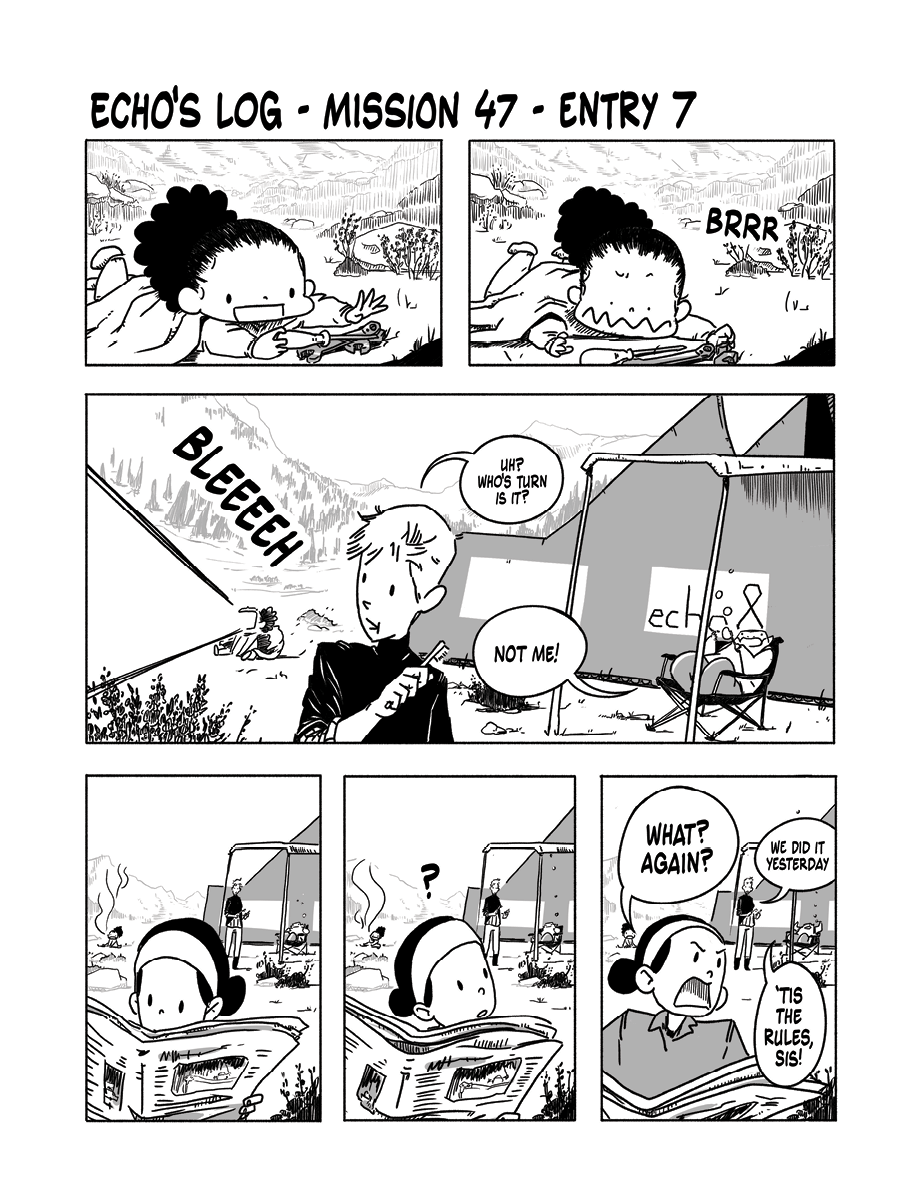 ECHO'S LOG - MISSION 47 - ENTRY 7
BRRR
BLEEEEH
UH?
WHO'S TURN
IS IT?
ech
NOT ME!
?
WHAT?
AGAIN?
WE DID IT
YESTERDAY
'TIS
THE
RULES,
SIS!